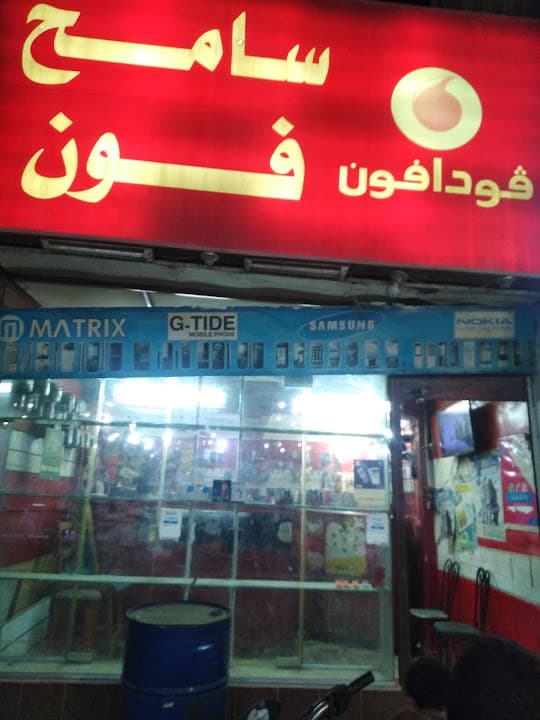 سامح
فون
ڤودافون
MATRIX
G-TIDE
MOBILE PHONE
SAMSUNG
NOKIA